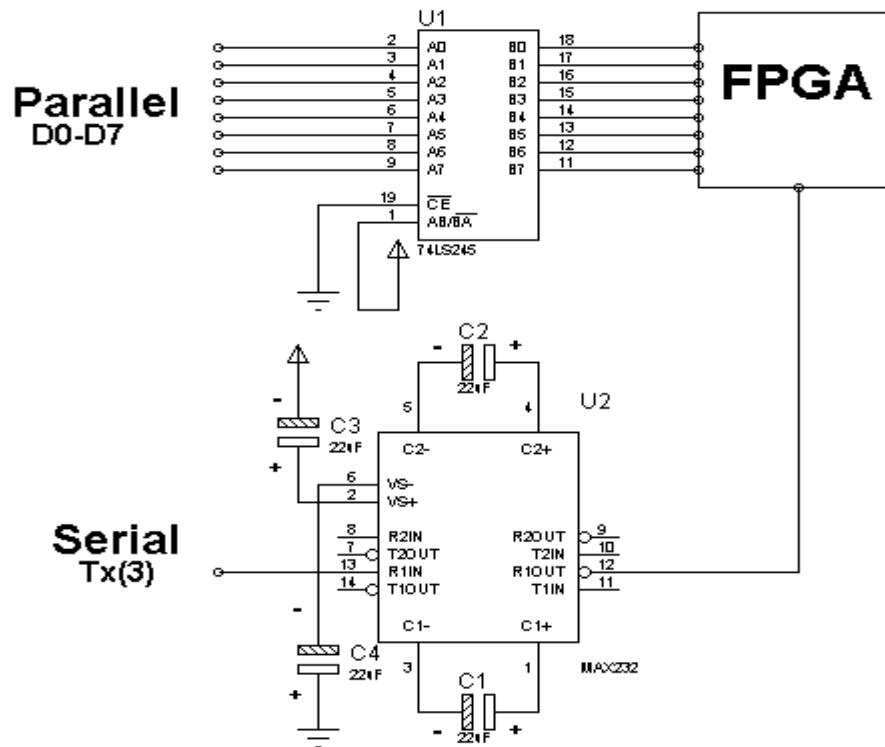 U1
2 A0 B0 18
3 A1 B1 17
4 A2 B2 16
5 A3 B3 15
6 A4 B4 14
7 A5 B5 13
8 A6 B6 12
9 A7 B7 11
19 CE
1 AB/BA
74LS245
Parallel
D0-D7
FPGA
C2
- +
22uF
5 4
U2
C2- C2+
-
C3
22uF
+
6 VS-
2 VS+
8 R2IN R2OUT 9
7 T2OUT T2IN 10
13 R1IN R1OUT 12
14 T1OUT T1IN 11
C1- C1+
Serial
Tx(3)
-
C4
22uF
+
3 1
MAX232
C1
- +
22uF